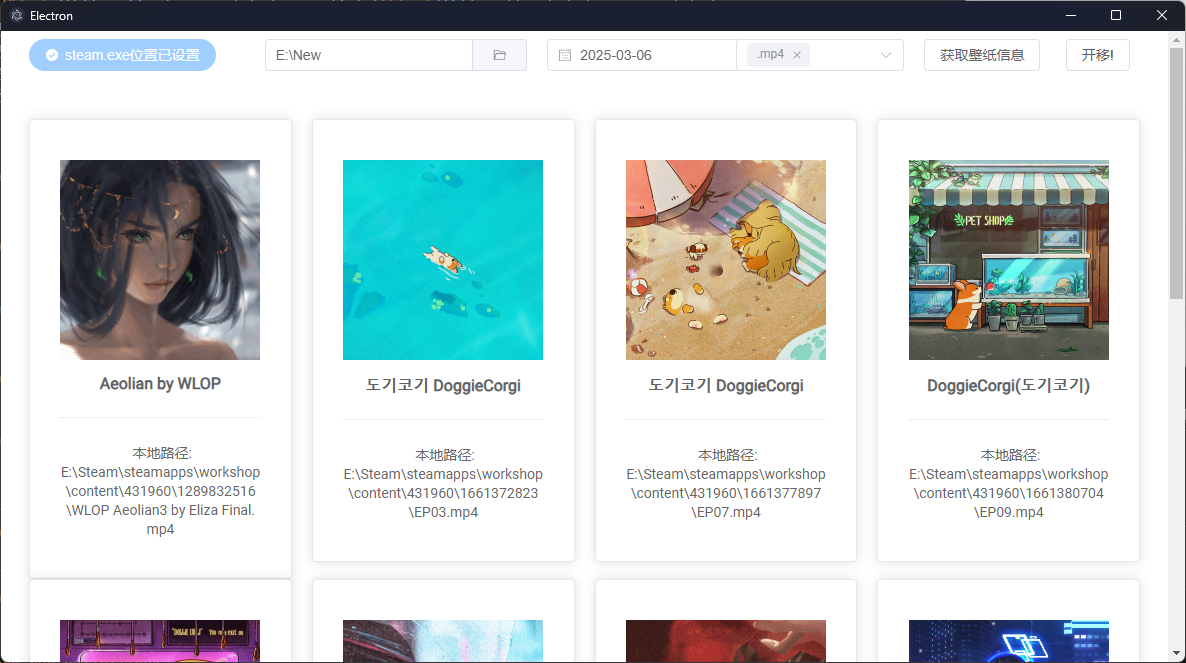 Electron
steam.exe位置已设置
E:\New
2025-03-06
.mp4
获取壁纸信息
开移!
PET SHOP
Aeolian by WLOP
도기코기 DoggieCorgi
도기코기 DoggieCorgi
DoggieCorgi(도기코기)
本地路径:
E:\Steam\steamapps\workshop
\content\431960\1289832516
\WLOP Aeolian3 by Eliza Final.
mp4
本地路径:
E:\Steam\steamapps\workshop
\content\431960\1661372823
\EP03.mp4
本地路径:
E:\Steam\steamapps\workshop
\content\431960\1661377897
\EP07.mp4
本地路径:
E:\Steam\steamapps\workshop
\content\431960\1661380704
\EP09.mp4